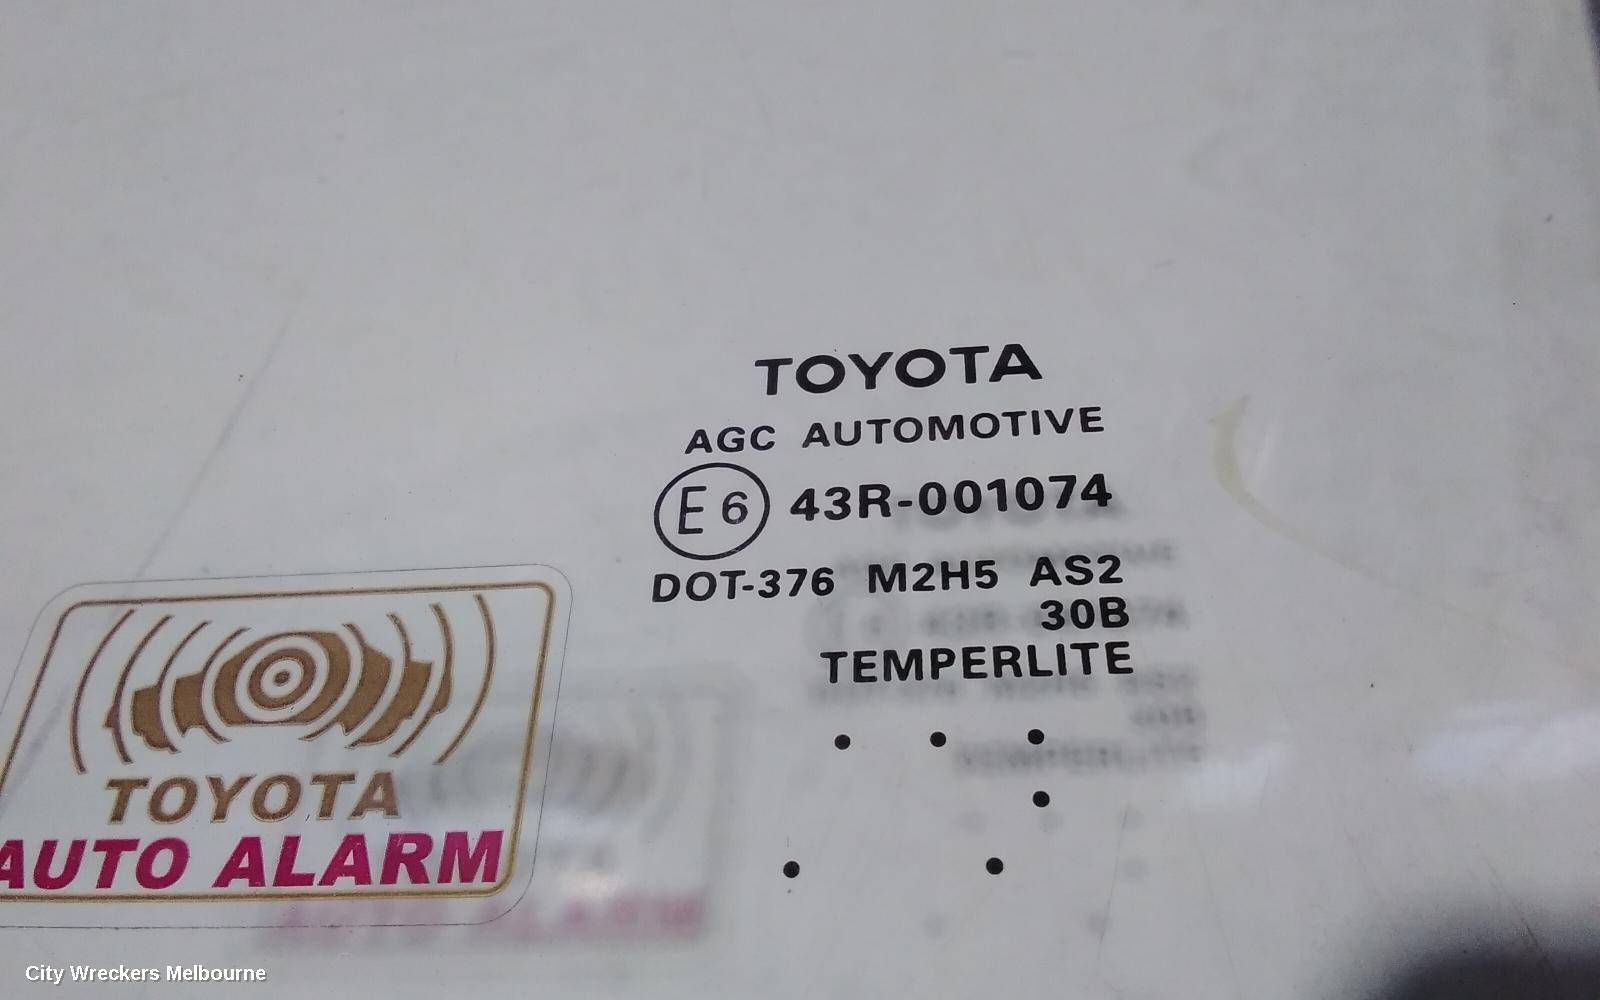 TOYOTA
AGC AUTOMOTIVE
E6 43R-001074
DOT-376 M2H5 AS2
30B
TEMPERLITE
TOYOTA
AUTO ALARM
City Wreckers Melbourne